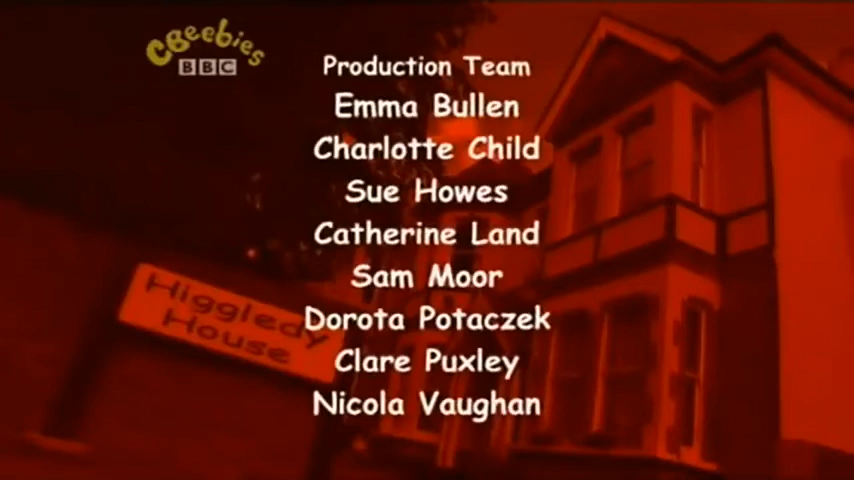 CBeebies
BBC
Production Team
Emma Bullen
Charlotte Child
Sue Howes
Catherine Land
Sam Moor
Dorota Potaczek
Clare Puxley
Nicola Vaughan
Higgledy
House